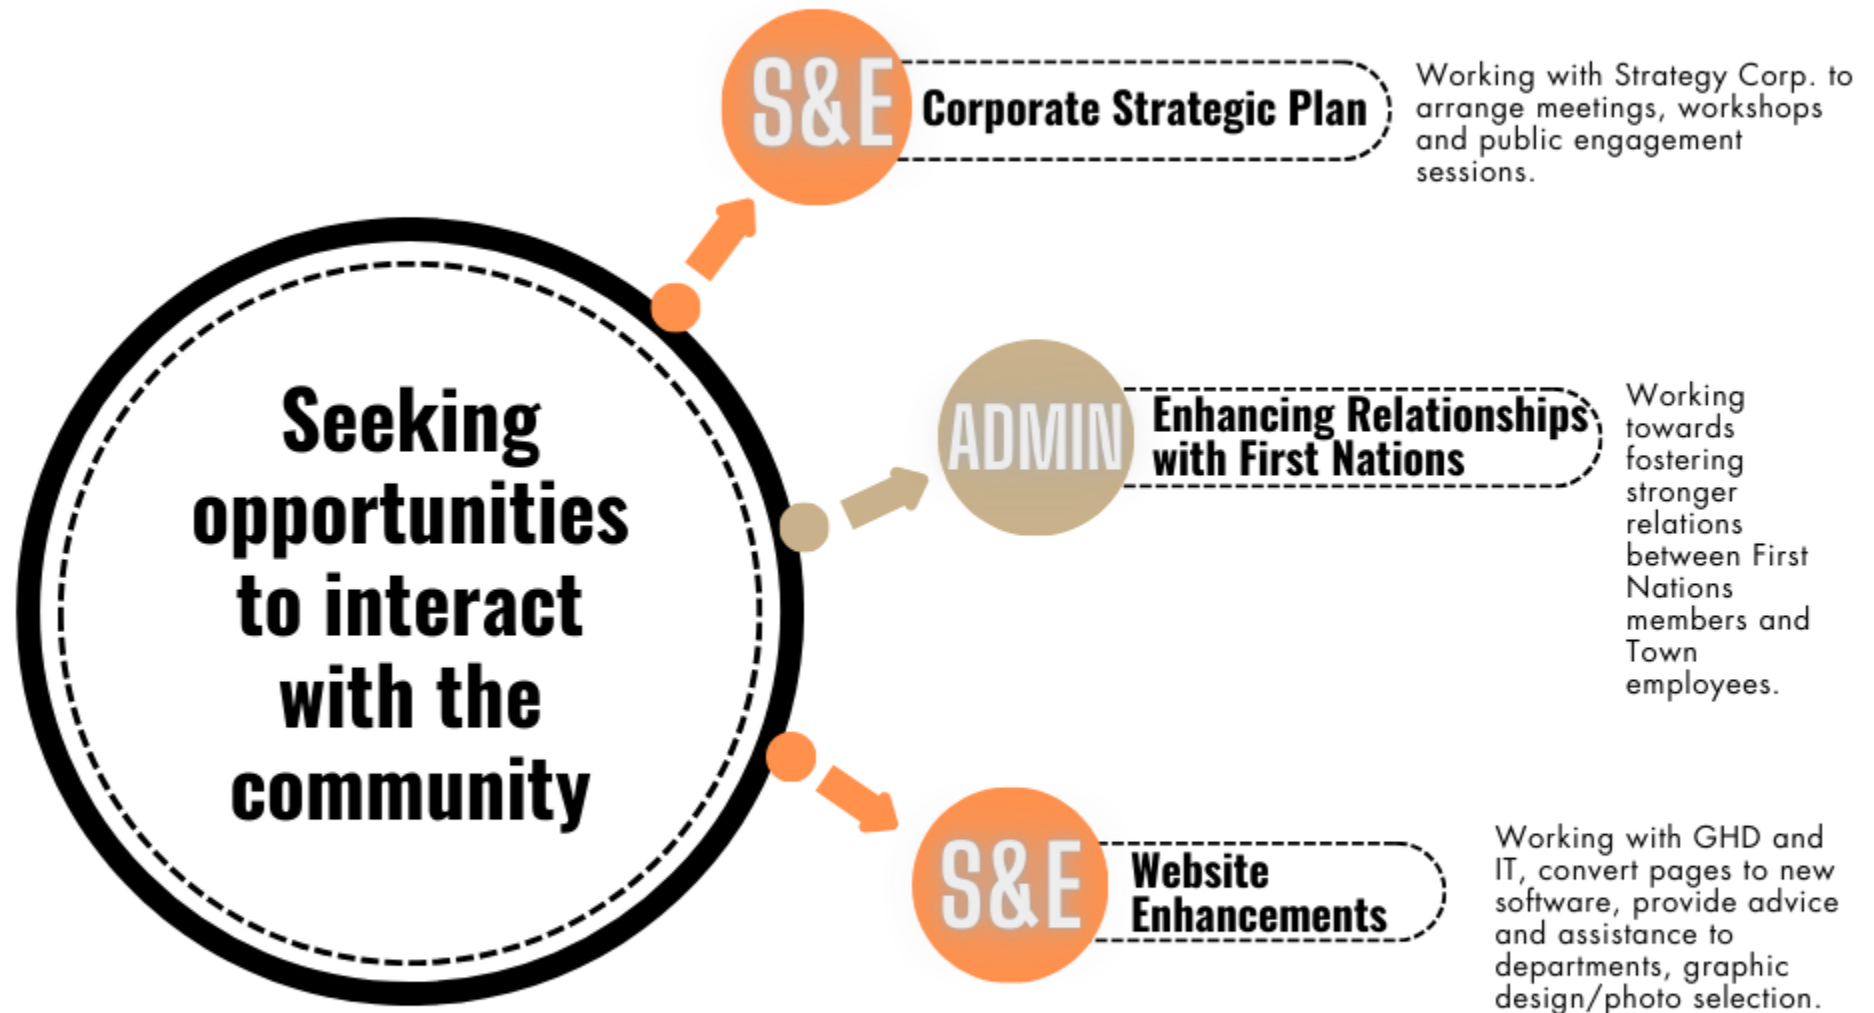 Seeking
opportunities
to interact
with the
community
S&E
Corporate Strategic Plan
Working with Strategy Corp. to
arrange meetings, workshops
and public engagement
sessions.
ADMIN
Enhancing Relationships
with First Nations
Working
towards
fostering
stronger
relations
between First
Nations
members and
Town
employees.
S&E
Website
Enhancements
Working with GHD and
IT, convert pages to new
software, provide advice
and assistance to
departments, graphic
design/photo selection.